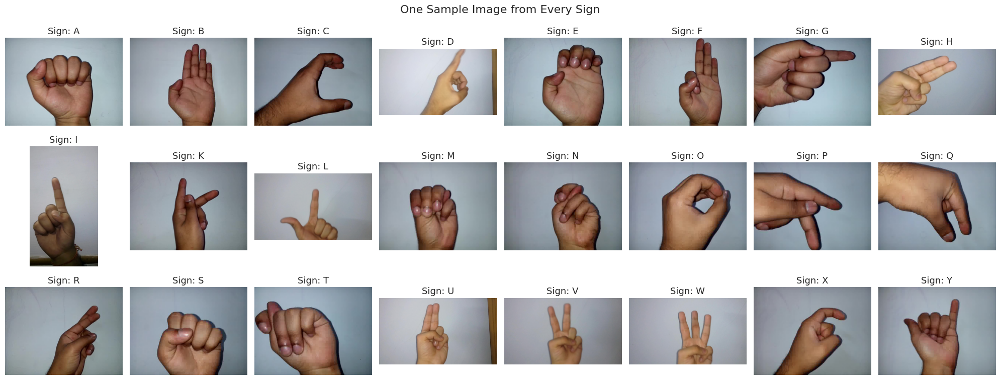 One Sample Image from Every Sign
Sign: A
Sign: B
Sign: C
Sign: D
Sign: E
Sign: F
Sign: G
Sign: H
Sign: I
Sign: K
Sign: L
Sign: M
Sign: N
Sign: O
Sign: P
Sign: Q
Sign: R
Sign: S
Sign: T
Sign: U
Sign: V
Sign: W
Sign: X
Sign: Y